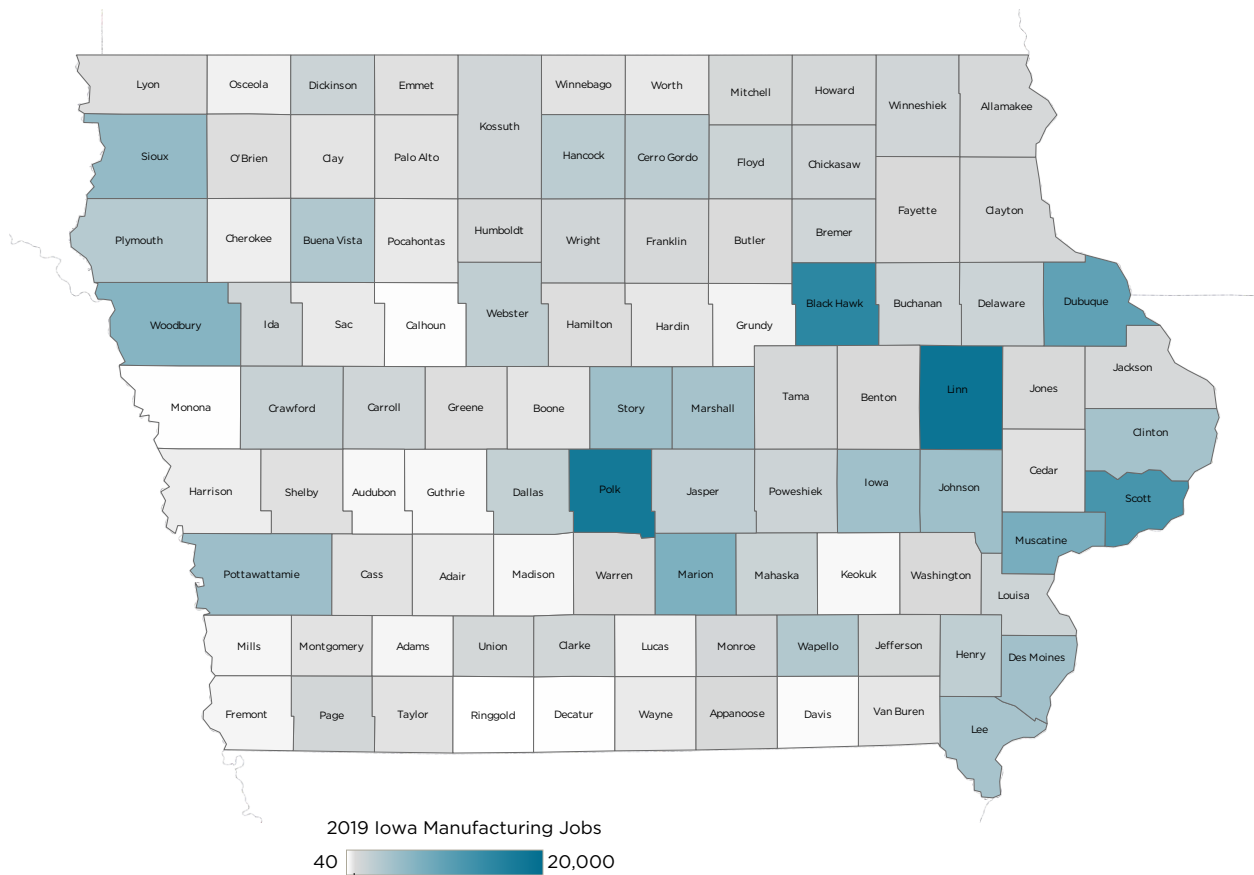 Lyon
Osceola
Dickinson
Emmet
Kossuth
Winnebago
Worth
Mitchell
Howard
Winneshiek
Allamakee
Sioux
O'Brien
Clay
Palo Alto
Hancock
Cerro Gordo
Floyd
Chickasaw
Fayette
Clayton
Plymouth
Cherokee
Buena Vista
Pocahontas
Humboldt
Wright
Franklin
Butler
Bremer
Woodbury
Ida
Sac
Calhoun
Webster
Hamilton
Hardin
Grundy
Black Hawk
Buchanan
Delaware
Dubuque
Monona
Crawford
Carroll
Greene
Boone
Story
Marshall
Tama
Benton
Linn
Jones
Jackson
Clinton
Harrison
Shelby
Audubon
Guthrie
Dallas
Polk
Jasper
Poweshiek
Iowa
Johnson
Cedar
Scott
Muscatine
Pottawattamie
Cass
Adair
Madison
Warren
Marion
Mahaska
Keokuk
Washington
Louisa
Mills
Montgomery
Adams
Union
Clarke
Lucas
Monroe
Wapello
Jefferson
Henry
Des Moines
Fremont
Page
Taylor
Ringgold
Decatur
Wayne
Appanoose
Davis
Van Buren
Lee
2019 Iowa Manufacturing Jobs
40 20,000